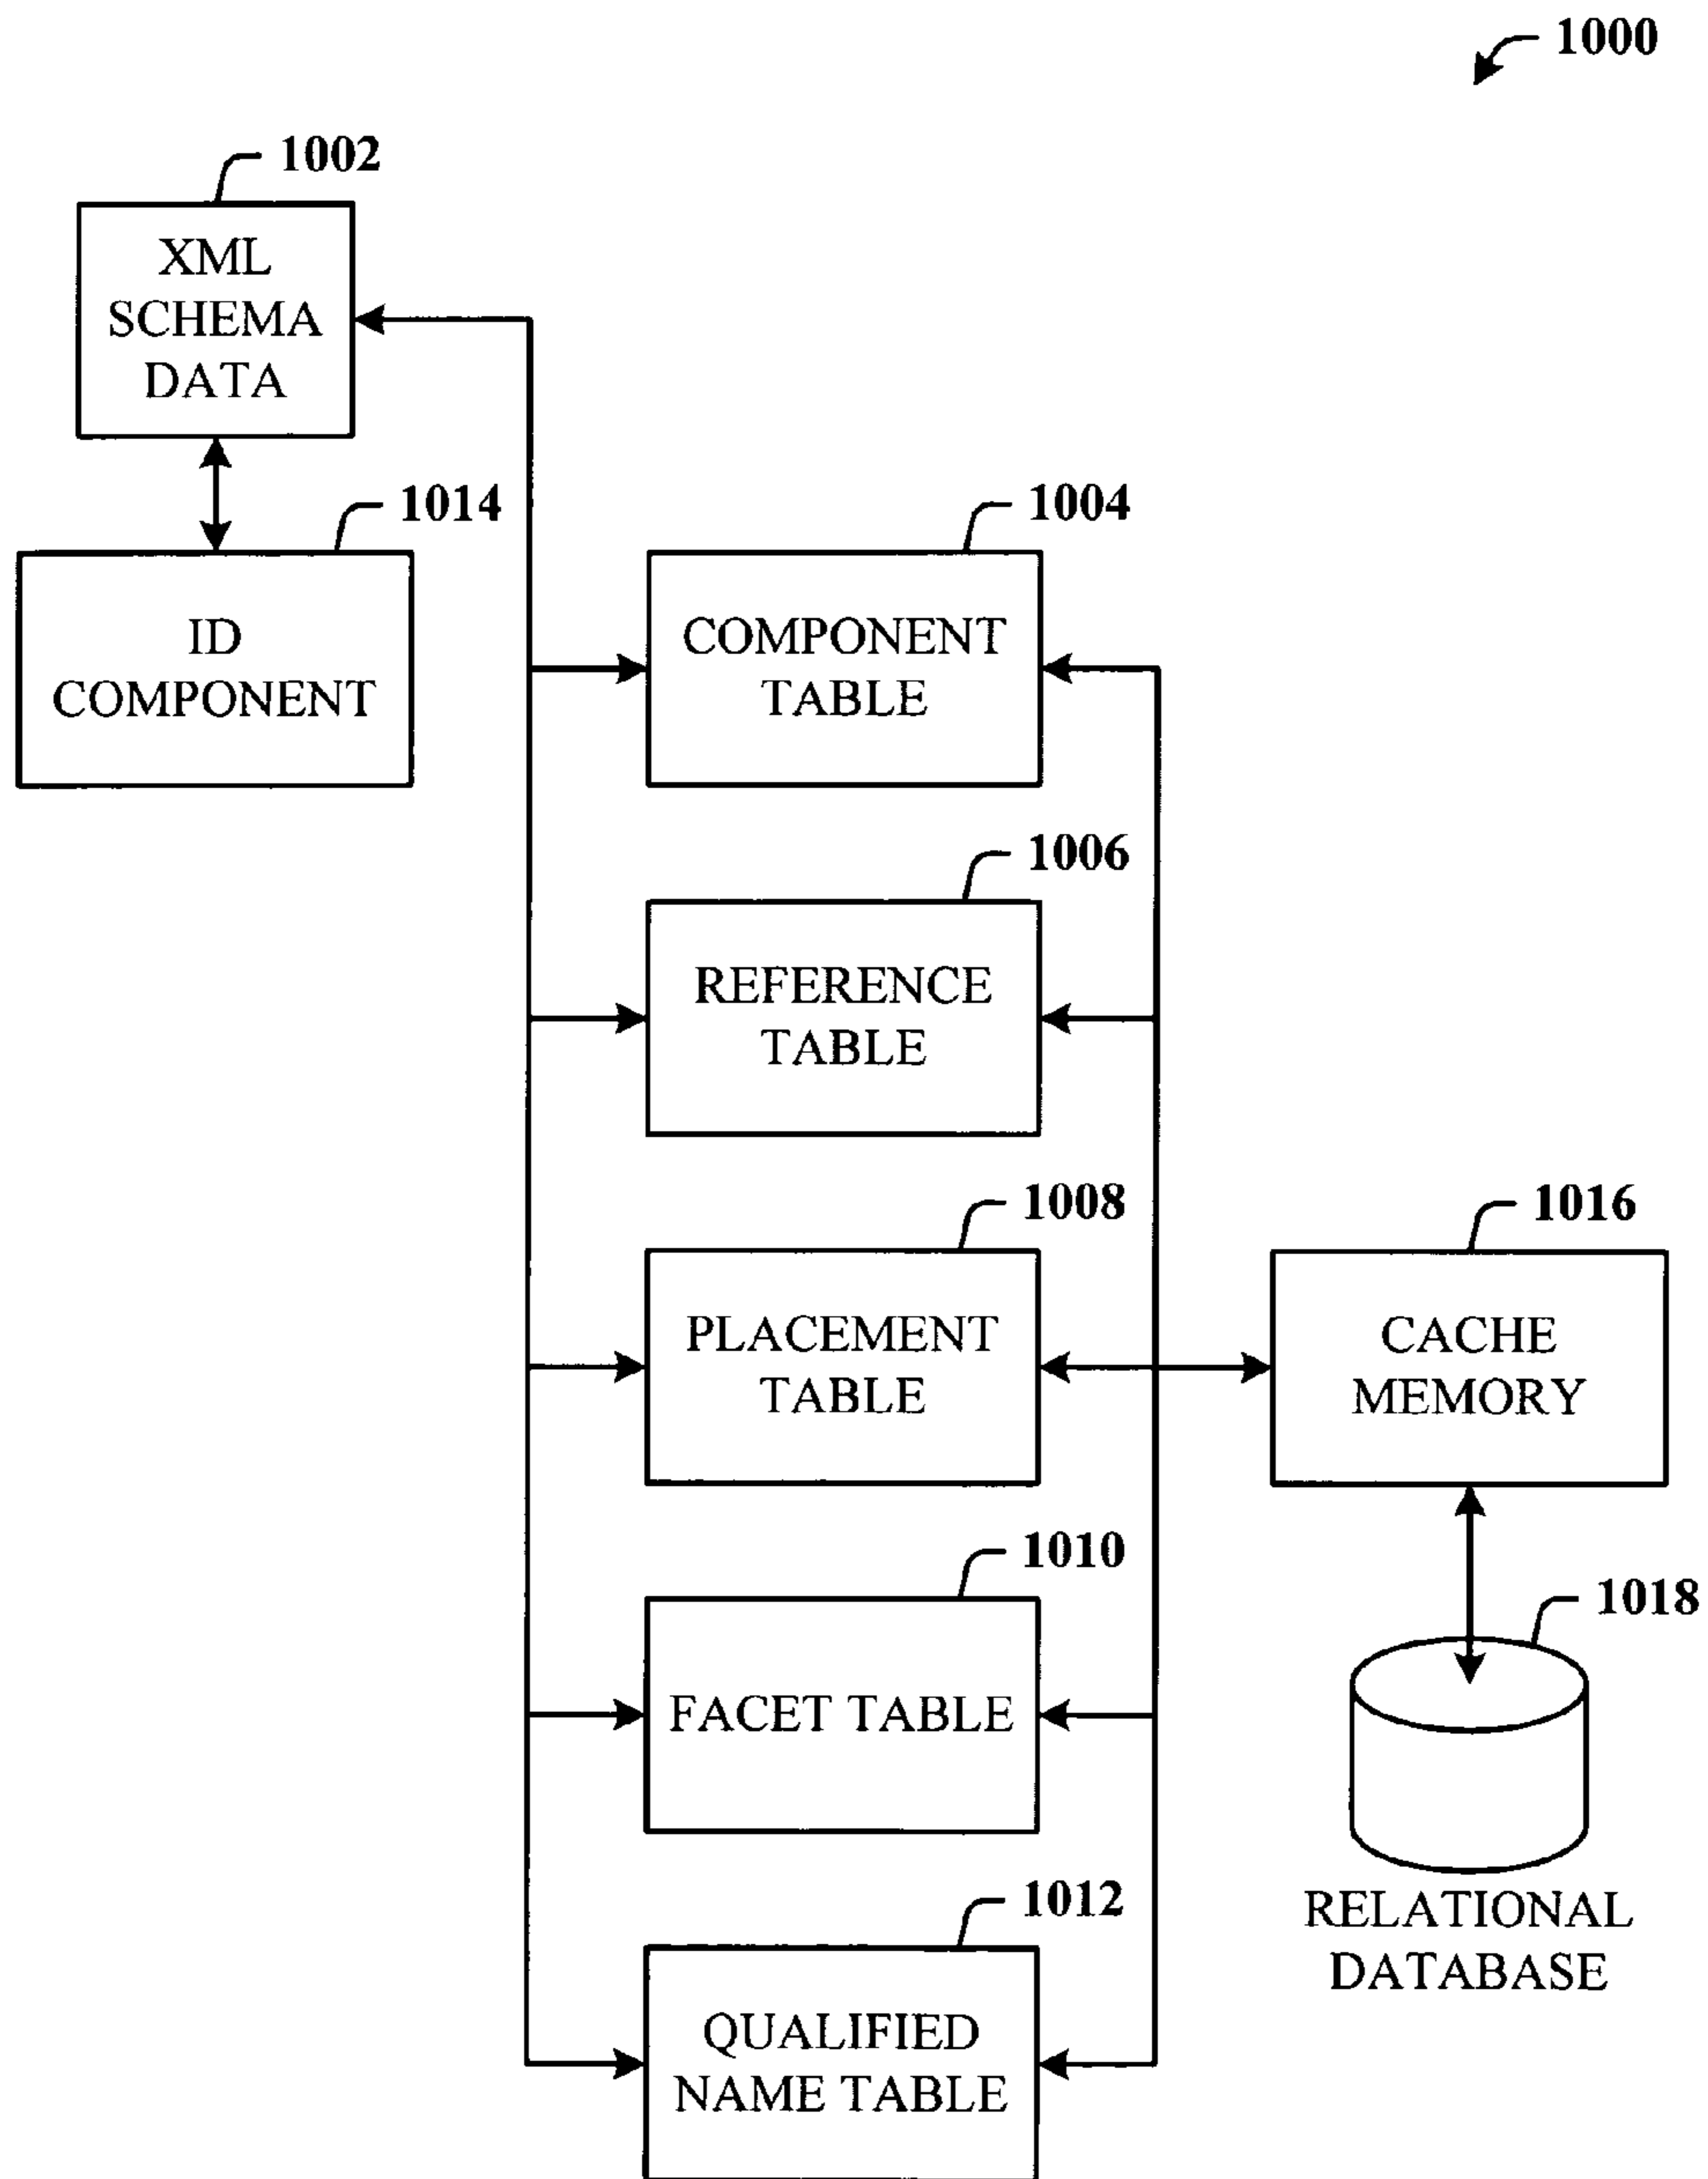 1000
1002
XML
SCHEMA
DATA
1014
ID
COMPONENT
1004
COMPONENT
TABLE
1006
REFERENCE
TABLE
1008
PLACEMENT
TABLE
1016
CACHE
MEMORY
1010
FACET TABLE
1018
RELATIONAL
DATABASE
1012
QUALIFIED
NAME TABLE